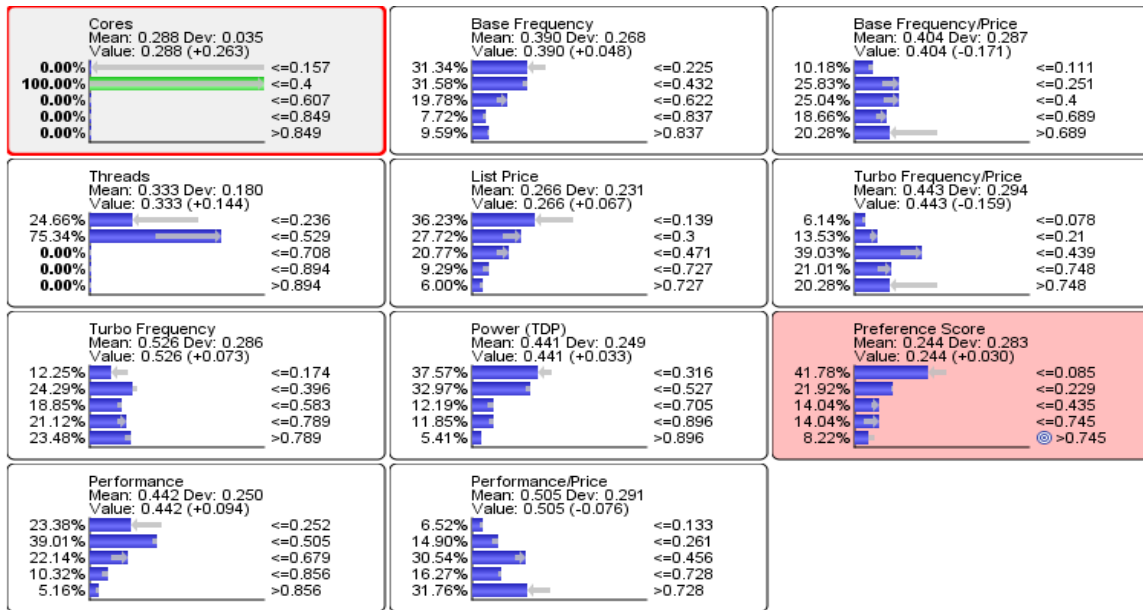 Cores
Mean: 0.288 Dev: 0.035
Value: 0.288 (+0.263)
0.00% <=0.157
100.00% <=0.4
0.00% <=0.607
0.00% <=0.849
0.00% >0.849
Base Frequency
Mean: 0.390 Dev: 0.268
Value: 0.390 (+0.048)
31.34% <=0.225
31.58% <=0.432
19.78% <=0.622
7.72% <=0.837
9.59% >0.837
Base Frequency/Price
Mean: 0.404 Dev: 0.287
Value: 0.404 (-0.171)
10.18% <=0.111
25.83% <=0.251
25.04% <=0.4
18.66% <=0.689
20.28% >0.689
Threads
Mean: 0.333 Dev: 0.180
Value: 0.333 (+0.144)
24.66% <=0.236
75.34% <=0.529
0.00% <=0.708
0.00% <=0.894
0.00% >0.894
List Price
Mean: 0.266 Dev: 0.231
Value: 0.266 (+0.067)
36.23% <=0.139
27.72% <=0.3
20.77% <=0.471
9.29% <=0.727
6.00% >0.727
Turbo Frequency/Price
Mean: 0.443 Dev: 0.294
Value: 0.443 (-0.159)
6.14% <=0.078
13.53% <=0.21
39.03% <=0.439
21.01% <=0.748
20.28% >0.748
Turbo Frequency
Mean: 0.526 Dev: 0.286
Value: 0.526 (+0.073)
12.25% <=0.174
24.29% <=0.396
18.85% <=0.583
21.12% <=0.789
23.48% >0.789
Power (TDP)
Mean: 0.441 Dev: 0.249
Value: 0.441 (+0.033)
37.57% <=0.316
32.97% <=0.527
12.19% <=0.705
11.85% <=0.896
5.41% >0.896
Preference Score
Mean: 0.244 Dev: 0.283
Value: 0.244 (+0.030)
41.78% <=0.085
21.92% <=0.229
14.04% <=0.435
14.04% <=0.745
8.22% >0.745
Performance
Mean: 0.442 Dev: 0.250
Value: 0.442 (+0.094)
23.38% <=0.252
39.01% <=0.505
22.14% <=0.679
10.32% <=0.856
5.16% >0.856
Performance/Price
Mean: 0.505 Dev: 0.291
Value: 0.505 (-0.076)
6.52% <=0.133
14.90% <=0.261
30.54% <=0.456
16.27% <=0.728
31.76% >0.728